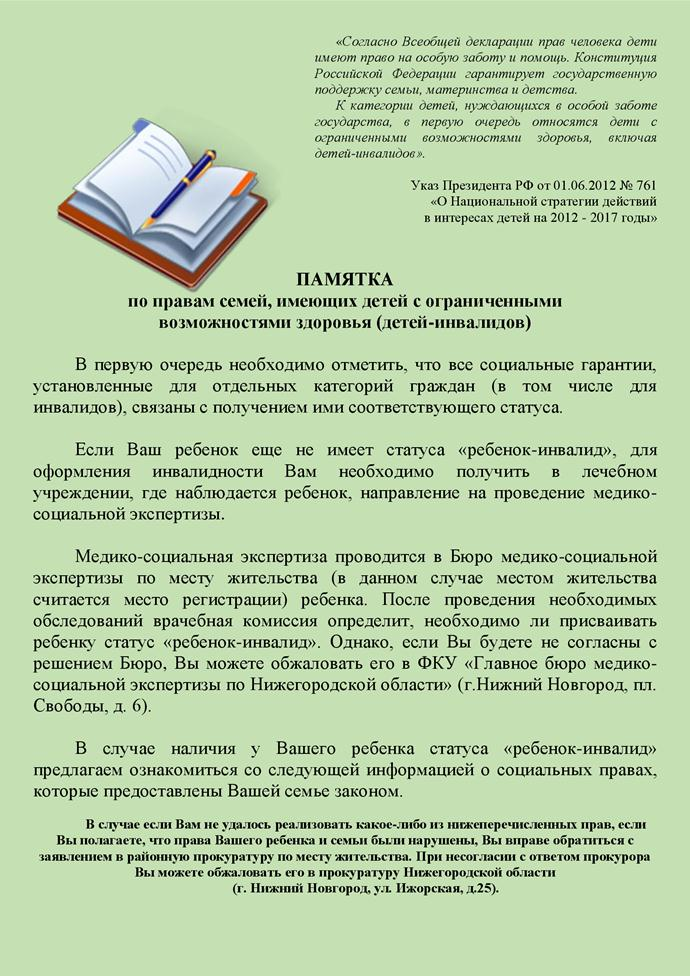 «Согласно Всеобщей декларации прав человека дети
имеют право на особую заботу и помощь. Конституция
Российской Федерации гарантирует государственную
поддержку семьи, материнства и детства.
К категории детей, нуждающихся в особой заботе
государства, в первую очередь относятся дети с
ограниченными возможностями здоровья, включая
детей-инвалидов».
Указ Президента РФ от 01.06.2012 № 761
«О Национальной стратегии действий
в интересах детей на 2012 - 2017 годы»
ПАМЯТКА
по правам семей, имеющих детей с ограниченными
возможностями здоровья (детей-инвалидов)
В первую очередь необходимо отметить, что все социальные гарантии,
установленные для отдельных категорий граждан (в том числе для
инвалидов), связаны с получением ими соответствующего статуса.
Если Ваш ребенок еще не имеет статуса «ребенок-инвалид», для
оформления инвалидности Вам необходимо получить в лечебном
учреждении, где наблюдается ребенок, направление на проведение медико-
социальной экспертизы.
Медико-социальная экспертиза проводится в Бюро медико-социальной
экспертизы по месту жительства (в данном случае местом жительства
считается место регистрации) ребенка. После проведения необходимых
обследований врачебная комиссия определит, необходимо ли присваивать
ребенку статус «ребенок-инвалид». Однако, если Вы будете не согласны с
решением Бюро, Вы можете обжаловать его в ФКУ «Главное бюро медико-
социальной экспертизы по Нижегородской области» (г.Нижний Новгород, пл.
Свободы, д. 6).
В случае наличия у Вашего ребенка статуса «ребенок-инвалид»
предлагаем ознакомиться со следующей информацией о социальных правах,
которые предоставлены Вашей семье законом.
В случае если Вам не удалось реализовать какое-либо из нижеперечисленных прав, если
Вы полагаете, что права Вашего ребенка и семьи были нарушены, Вы вправе обратиться с
заявлением в районную прокуратуру по месту жительства. При несогласии с ответом прокурора
Вы можете обжаловать его в прокуратуру Нижегородской области
(г. Нижний Новгород, ул. Ижорская, д.25).